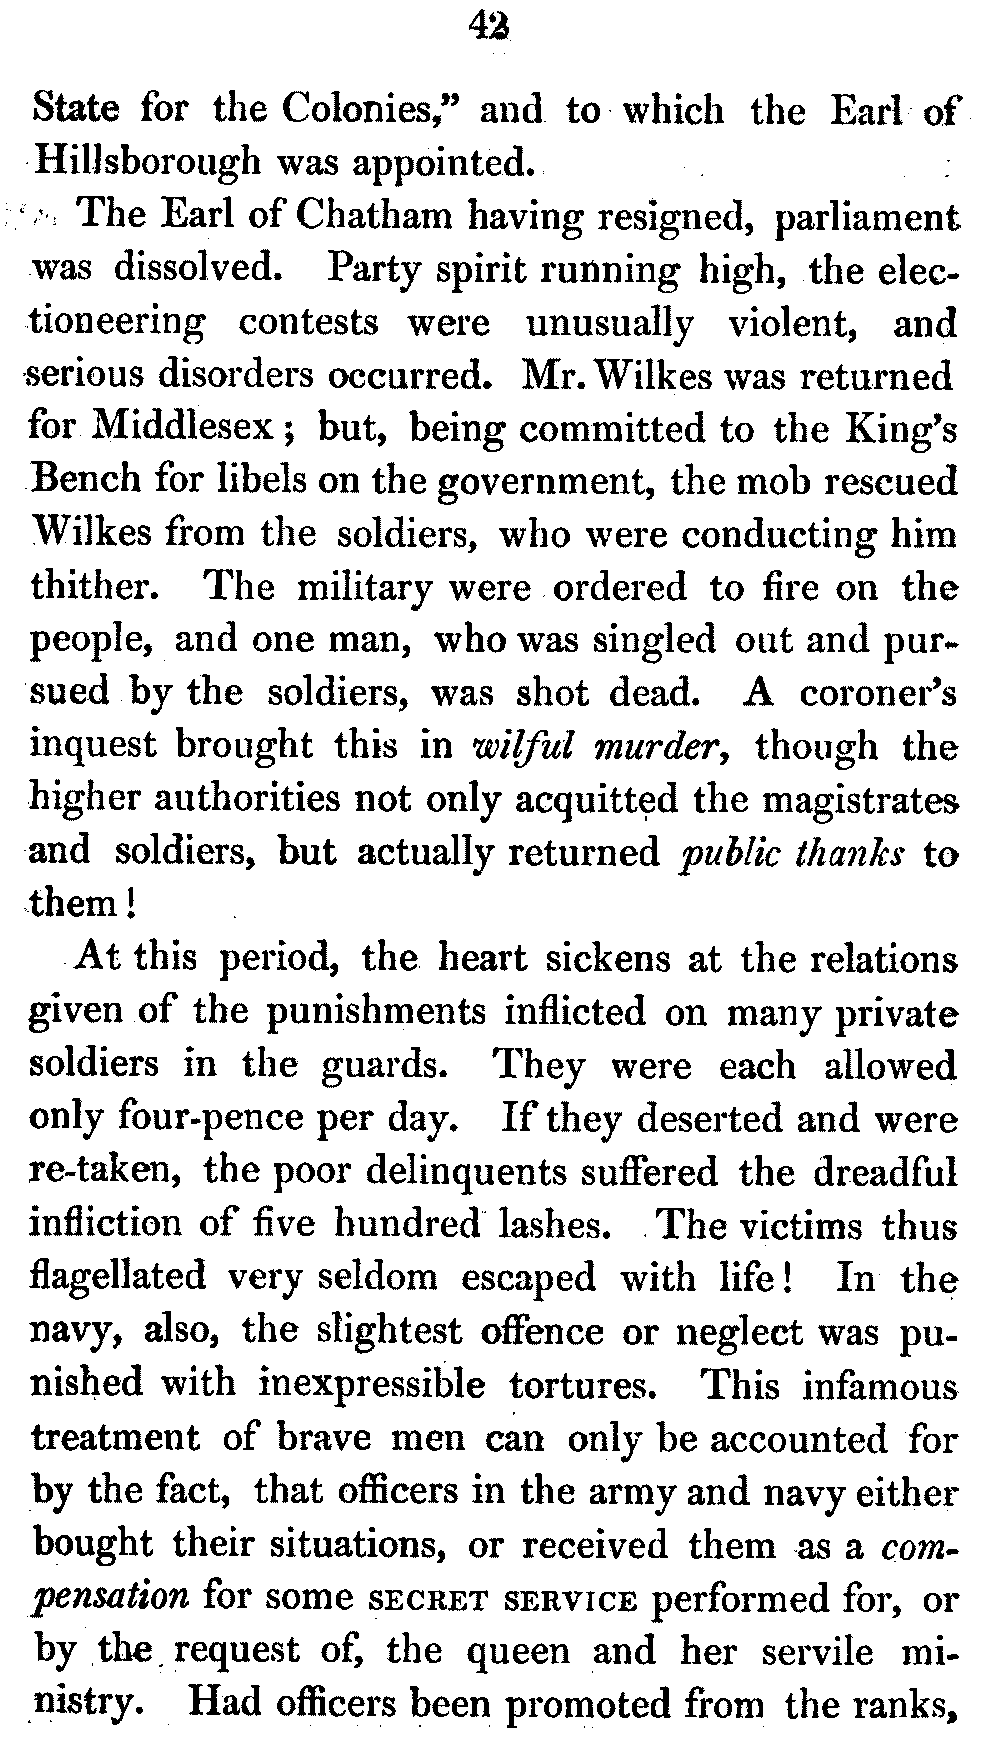 42
State for the Colonies,” and to which the Earl of
Hillsborough was appointed.
The Earl of Chatham having resigned, parliament
was dissolved. Party spirit running high, the elec-
tioneering contests were unusually violent, and
serious disorders occurred. Mr. Wilkes was returned
for Middlesex ; but, being committed to the King’s
Bench for libels on the government, the mob rescued
Wilkes from the soldiers, who were conducting him
thither. The military were ordered to fire on the
people, and one man, who was singled out and pur-
sued by the soldiers, was shot dead. A coroner’s
inquest brought this in wilful murder, though the
higher authorities not only acquitted the magistrates
and soldiers, but actually returned public thanks to
them !
At this period, the heart sickens at the relations
given of the punishments inflicted on many private
soldiers in the guards. They were each allowed
only four-pence per day. If they deserted and were
re-taken, the poor delinquents suffered the dreadful
infliction of five hundred lashes. The victims thus
flagellated very seldom escaped with life ! In the
navy, also, the slightest offence or neglect was pu-
nished with inexpressible tortures. This infamous
treatment of brave men can only be accounted for
by the fact, that officers in the army and navy either
bought their situations, or received them as a com-
pensation for some SECRET SERVICE performed for, or
by the request of, the queen and her servile mi-
nistry. Had officers been promoted from the ranks,